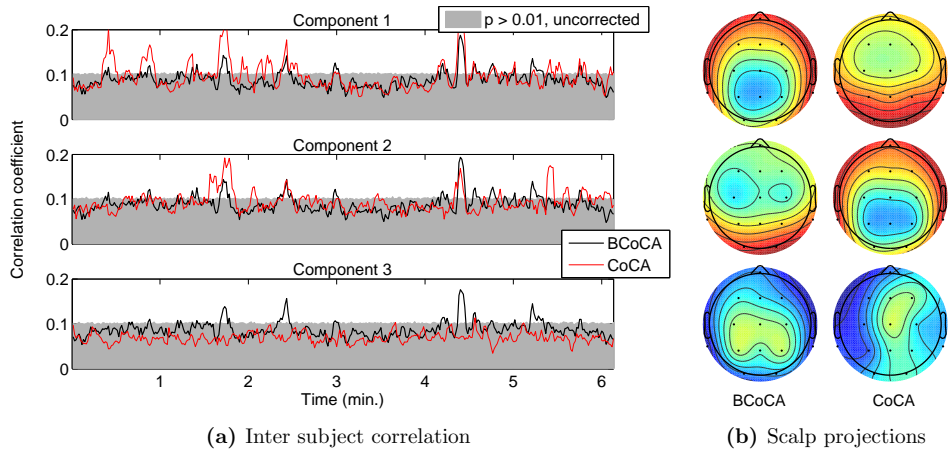 Component 1
p > 0.01, uncorrected
0.2
0.1
0
Component 2
0.2
0.1
0
Correlation coefficient
BCoCA
CoCA
Component 3
0.2
0.1
0
1 2 3 4 5 6
Time (min.)
BCoCA CoCA
(a) Inter subject correlation
(b) Scalp projections